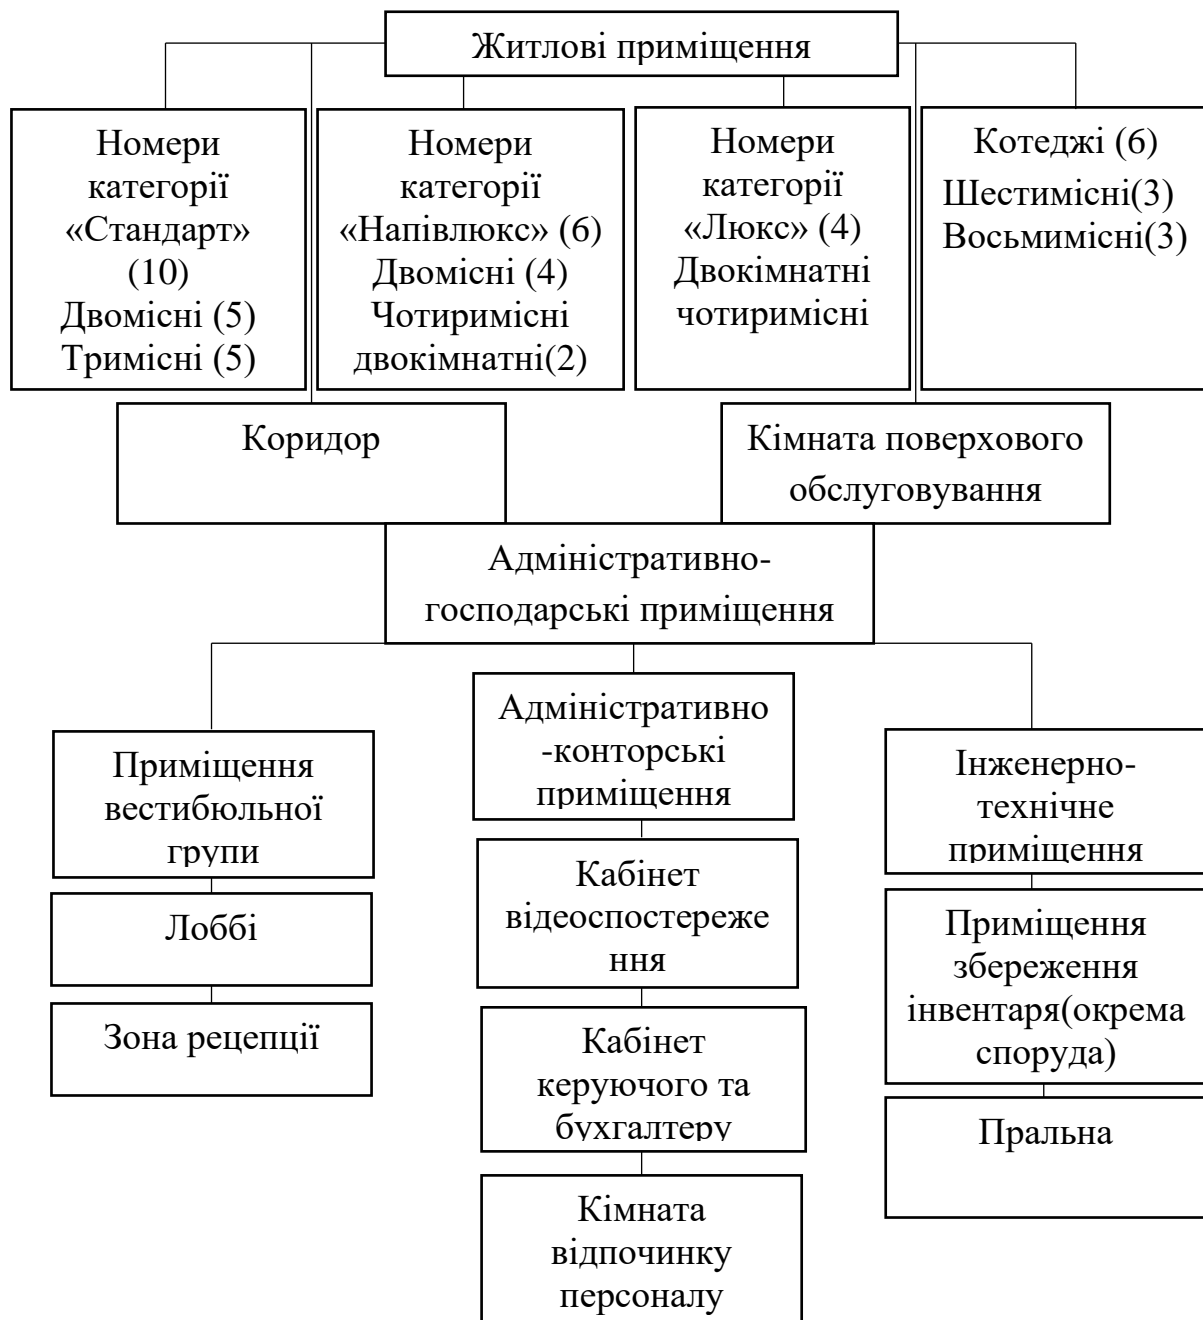 Житлові приміщення
Номери
категорії
«Стандарт»
(10)
Двомісні (5)
Тримісні (5)
Номери
категорії
«Напівлюкс» (6)
Двомісні (4)
Чотиримісні
двокімнатні(2)
Номери
категорії
«Люкс» (4)
Двокімнатні
чотиримісні
Котеджі (6)
Шестимісні(3)
Восьмимісні(3)
Коридор
Кімната поверхового
обслуговування
Адміністративно-
господарські приміщення
Приміщення
вестибюльної
групи
Лоббі
Зона рецепції
Адміністративно
-конторські
приміщення
Кабінет
відеоспостереже
ння
Кабінет
керуючого та
бухгалтеру
Кімната
відпочинку
персоналу
Інженерно-
технічне
приміщення
Приміщення
збереження
інвентаря(окрема
споруда)
Пральна